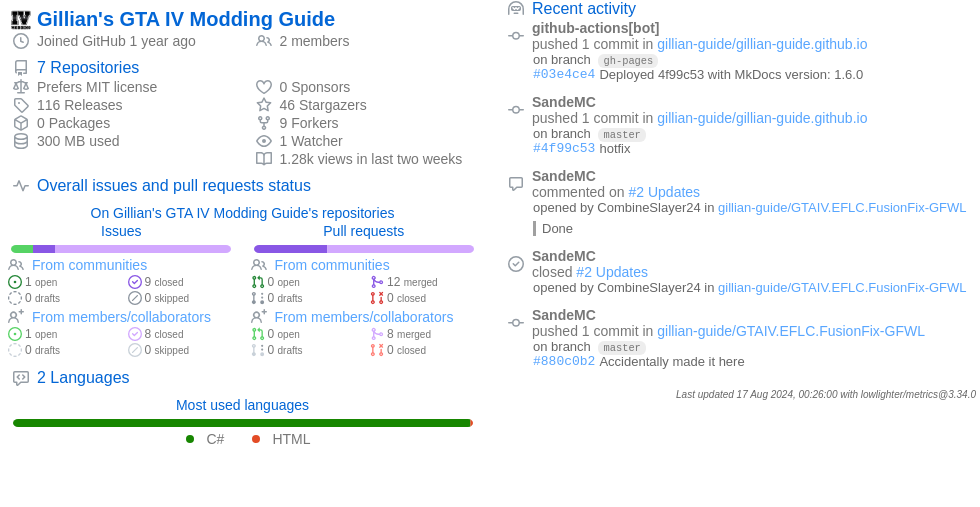 Gillian's GTA IV Modding Guide
Joined GitHub 1 year ago
2 members
7 Repositories
Prefers MIT license
116 Releases
0 Packages
300 MB used
0 Sponsors
46 Stargazers
9 Forkers
1 Watcher
1.28k views in last two weeks
Overall issues and pull requests status
On Gillian's GTA IV Modding Guide's repositories
Issues
From communities
1 open
9 closed
0 drafts
0 skipped
From members/collaborators
1 open
8 closed
0 drafts
0 skipped
Pull requests
From communities
0 open
12 merged
0 drafts
0 closed
From members/collaborators
0 open
8 merged
0 drafts
0 closed
2 Languages
Most used languages
C#
HTML
Recent activity
github-actions[bot]
pushed 1 commit in gillian-guide/gillian-guide.github.io
on branch gh-pages
#03e4ce4 Deployed 4f99c53 with MkDocs version: 1.6.0
SandeMC
pushed 1 commit in gillian-guide/gillian-guide.github.io
on branch master
#4f99c53 hotfix
SandeMC
commented on #2 Updates
opened by CombineSlayer24 in gillian-guide/GTAIV.EFLC.FusionFix-GFWL
Done
SandeMC
closed #2 Updates
opened by CombineSlayer24 in gillian-guide/GTAIV.EFLC.FusionFix-GFWL
SandeMC
pushed 1 commit in gillian-guide/GTAIV.EFLC.FusionFix-GFWL
on branch master
#880c0b2 Accidentally made it here
Last updated 17 Aug 2024, 00:26:00 with lowlighter/metrics@3.34.0